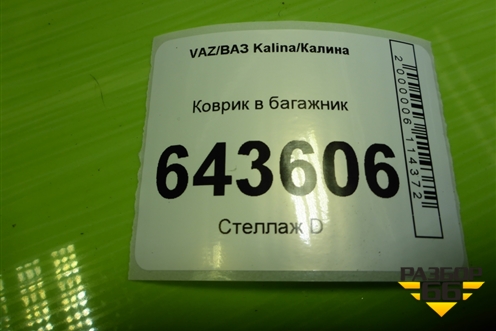 VAZ/ВАЗ Kalina/Калина
Коврик в багажник
643606
Стеллаж D
2000006114372
РАЗБОР
66